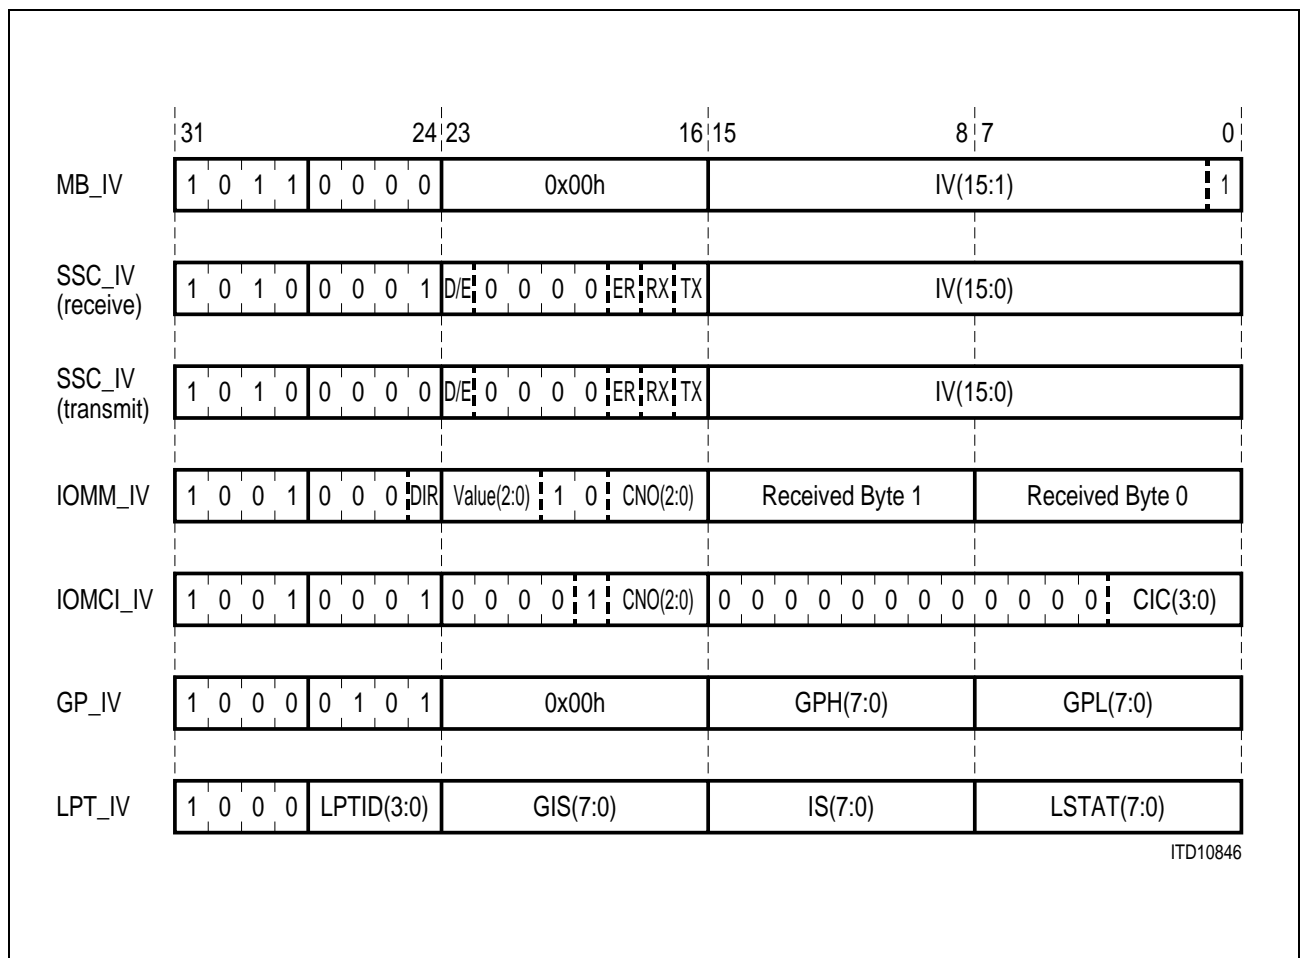 31 24 23 16 15 8 7 0
MB_IV 1 0 1 1 0 0 0 0 0x00h IV(15:1) 1
SSC_IV
(receive) 1 0 1 0 0 0 0 1 D/E 0 0 0 0 ER RX TX IV(15:0)
SSC_IV
(transmit) 1 0 1 0 0 0 0 0 D/E 0 0 0 0 ER RX TX IV(15:0)
IOMM_IV 1 0 0 1 0 0 0 DIR Value(2:0) 1 0 CNO(2:0) Received Byte 1 Received Byte 0
IOMCI_IV 1 0 0 1 0 0 0 1 0 0 0 0 1 CNO(2:0) 0 0 0 0 0 0 0 0 0 0 0 0 CIC(3:0)
GP_IV 1 0 0 0 0 1 0 1 0x00h GPH(7:0) GPL(7:0)
LPT_IV 1 0 0 0 LPTID(3:0) GIS(7:0) IS(7:0) LSTAT(7:0)
ITD10846